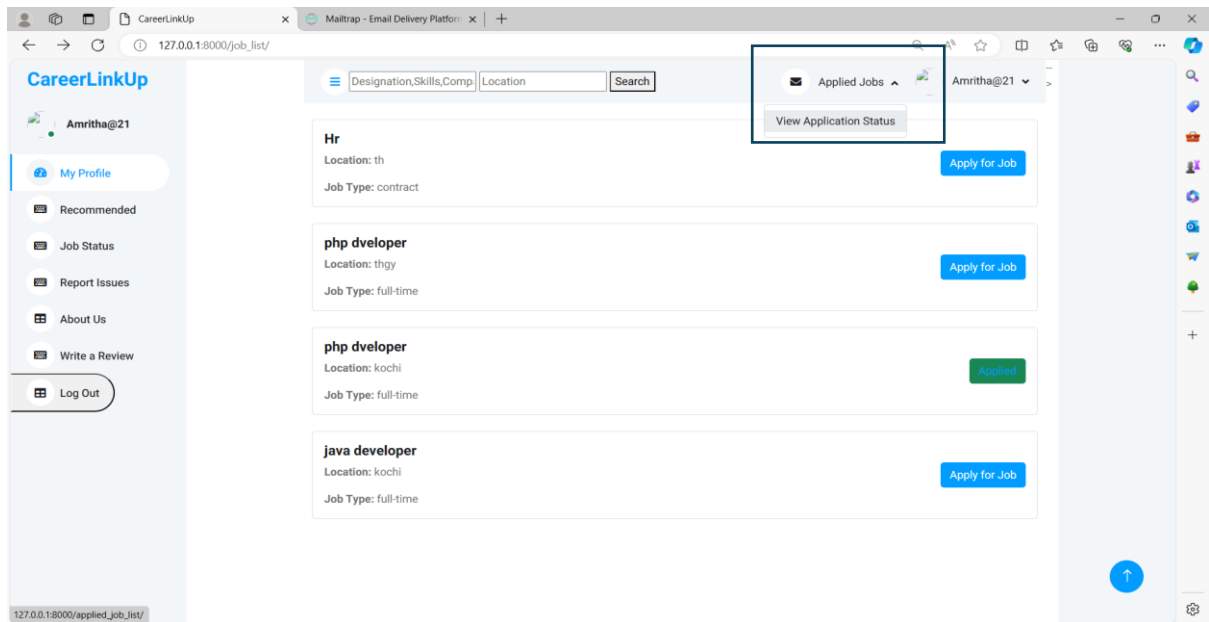 CareerLinkUp
Mailtrap - Email Delivery Platform
127.0.0.1:8000/job_list/
CareerLinkUp
Designation,Skills,Comp
Location
Search
Applied Jobs
Amritha@21
>
View Application Status
Amritha@21
My Profile
Recommended
Job Status
Report Issues
About Us
Write a Review
Log Out
Hr
Location: th
Job Type: contract
Apply for Job
php dveloper
Location: thgy
Job Type: full-time
Apply for Job
php dveloper
Location: kochi
Job Type: full-time
Applied
java developer
Location: kochi
Job Type: full-time
Apply for Job
127.0.0.1:8000/applied_job_list/